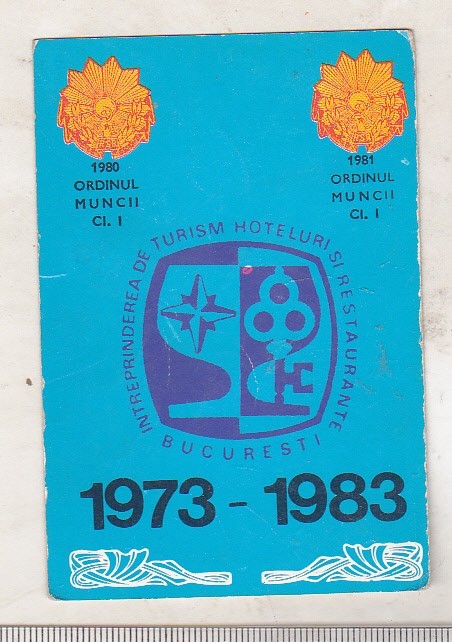 1980
ORDINUL
MUNCII
Cl. I
1981
ORDINUL
MUNCII
Cl. I
INTREPRINDEREA DE TURISM HOTELURI SI RESTAURANTE
BUCURESTI
1973 - 1983